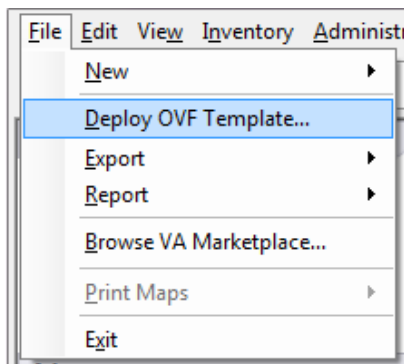 File Edit View Inventory Administr
New
Deploy OVF Template...
Export
Report
Browse VA Marketplace...
Print Maps
Exit